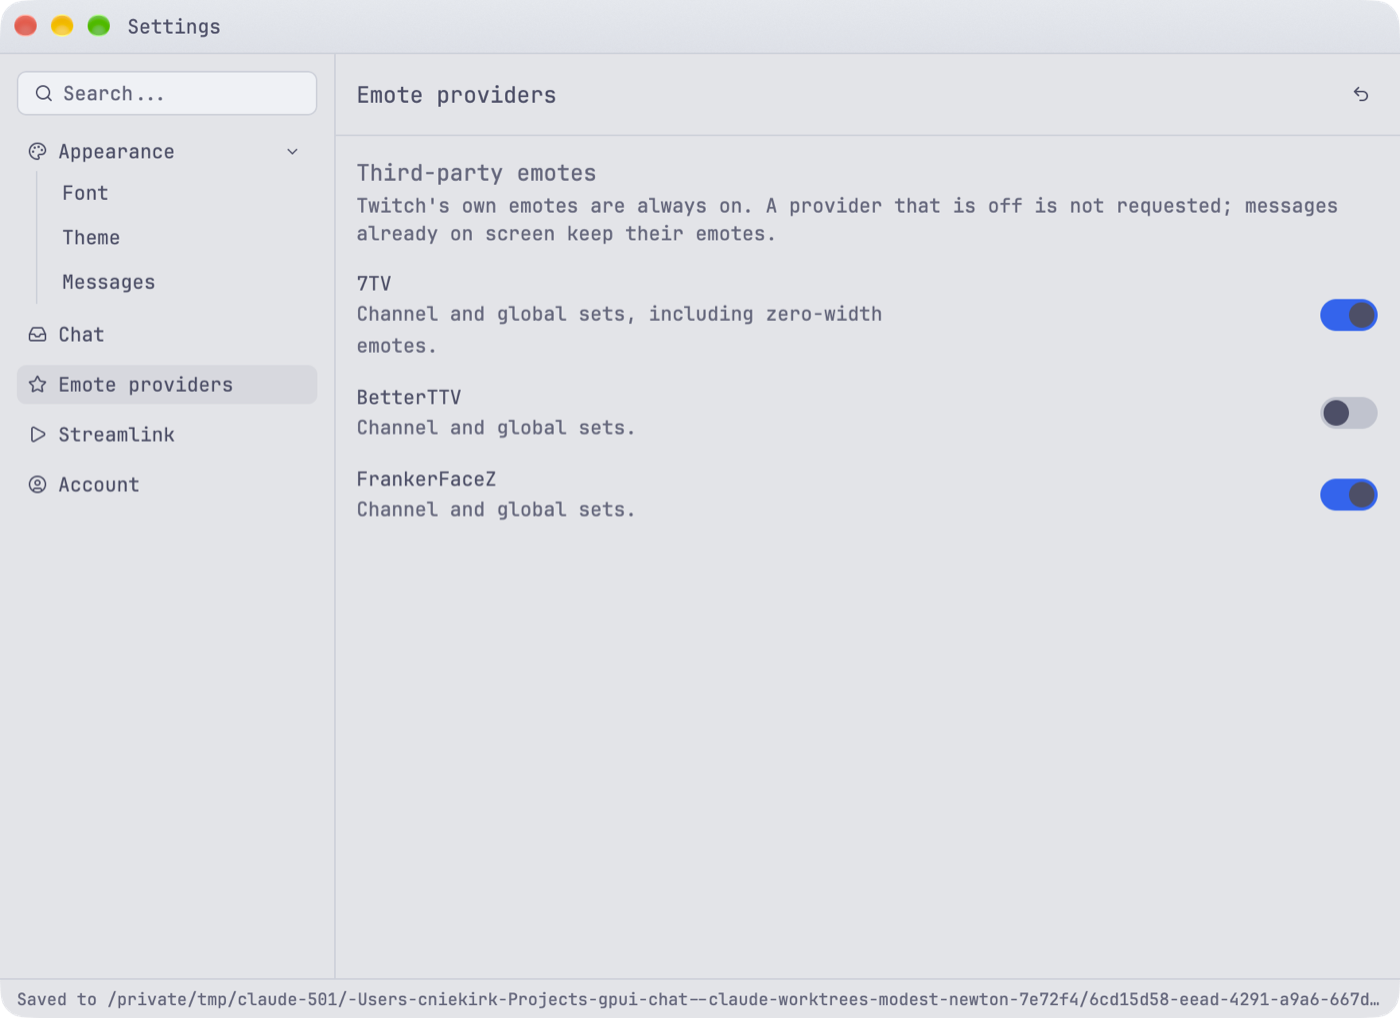 Settings
Search...
Appearance
Font
Theme
Messages
Chat
Emote providers
Streamlink
Account
Emote providers
Third-party emotes
Twitch's own emotes are always on. A provider that is off is not requested; messages
already on screen keep their emotes.
7TV
Channel and global sets, including zero-width
emotes.
BetterTTV
Channel and global sets.
FrankerFaceZ
Channel and global sets.
Saved to /private/tmp/claude-501/-Users-cniekirk-Projects-gpui-chat--claude-worktrees-modest-newton-7e72f4/6cd15d58-eead-4291-a9a6-667d…